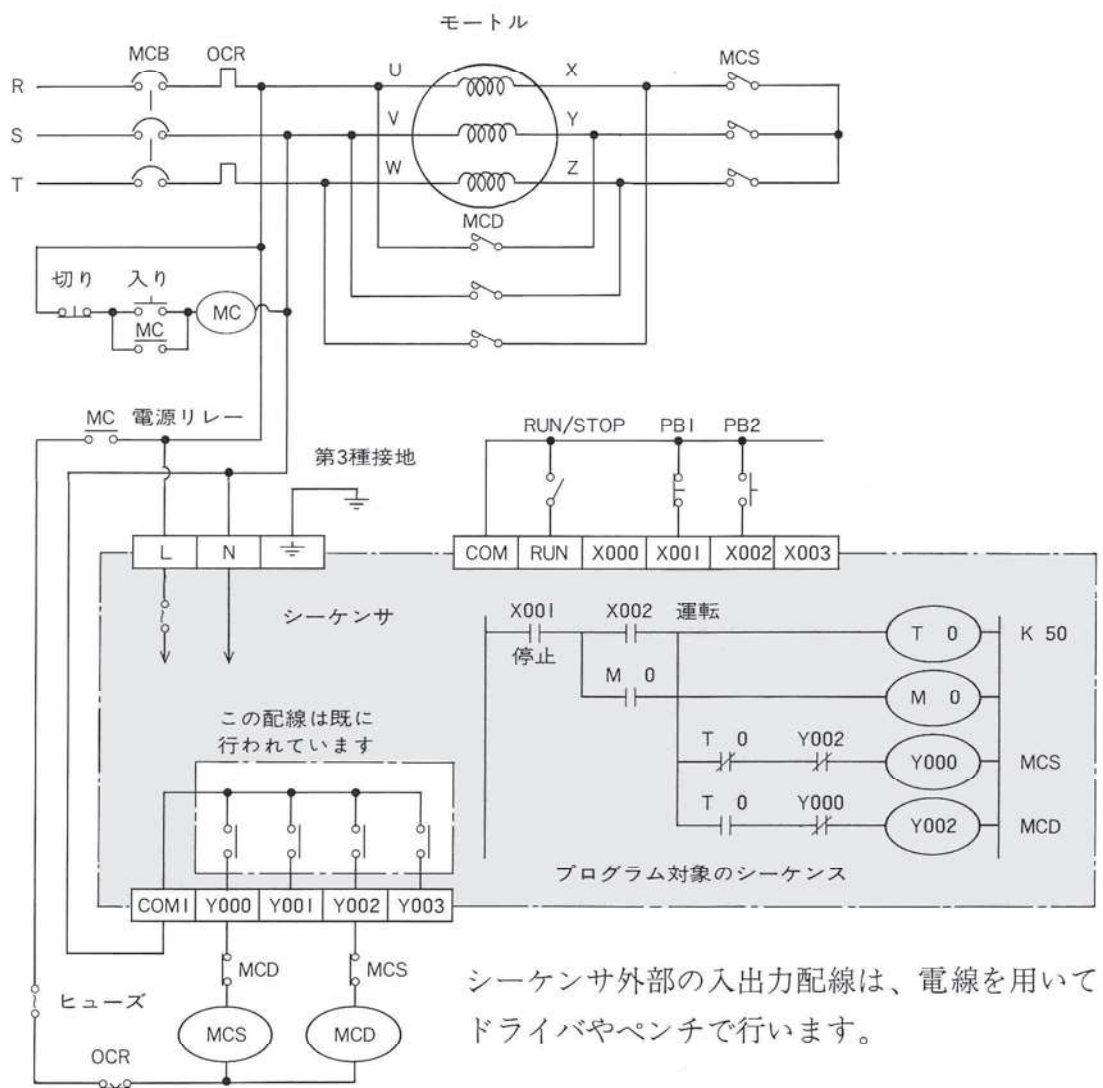 モートル
MCB OCR U X MCS
R
V Y
S
W Z
T
MCD
切り 入り
MC
MC
MC 電源リレー
RUN/STOP PB1 PB2
第3種接地
L N
COM RUN X000 X001 X002 X003
シーケンサ
X001 X002 運転
T 0 K 50
停止
M 0
M 0
この配線は既に
行われています
T 0 Y002
Y000 MCS
T 0 Y000
Y002 MCD
プログラム対象のシーケンス
COM1 Y000 Y001 Y002 Y003
MCD MCS
ヒューズ
MCS MCD
OCR
シーケンサ外部の入出力配線は、電線を用いて
ドライバやペンチで行います。